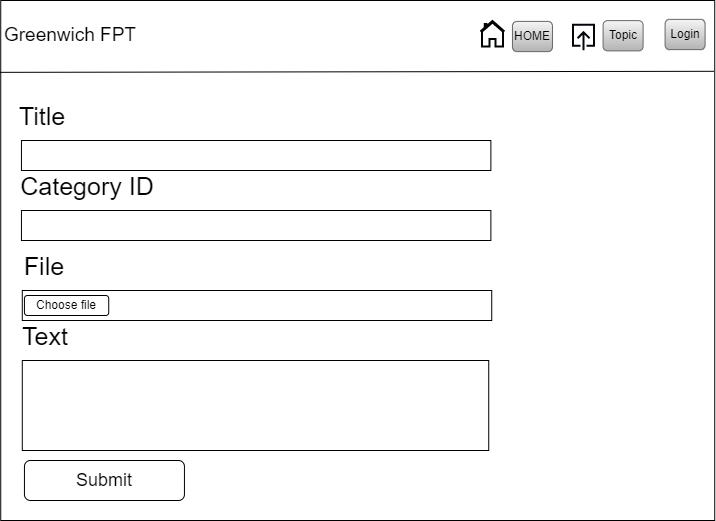 Greenwich FPT
HOME
Topic
Login
Title
Category ID
File
Choose file
Text
Submit